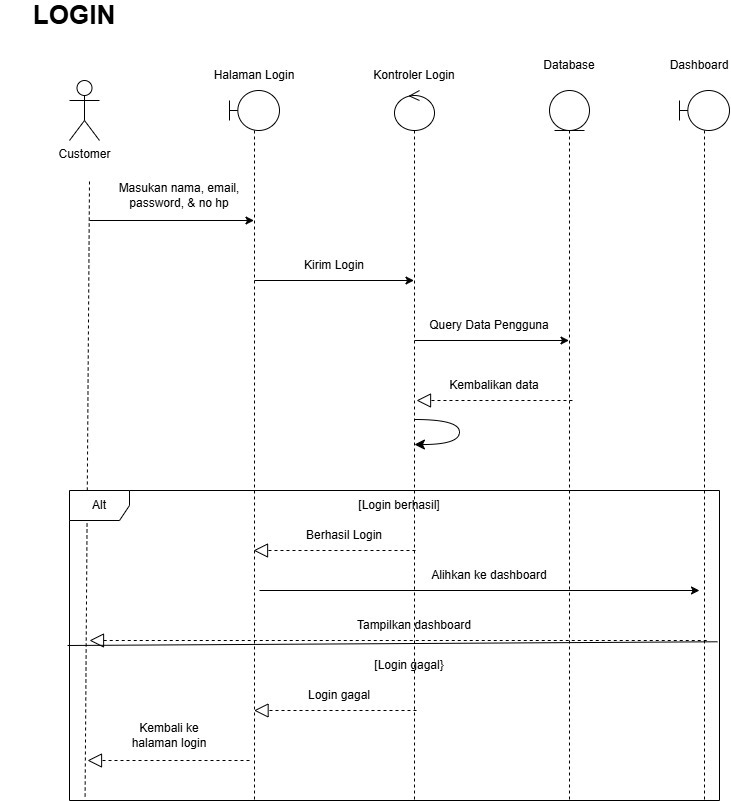 LOGIN
Database
Dashboard
Halaman Login
Kontroler Login
Customer
Masukan nama, email,
password, & no hp
Kirim Login
Query Data Pengguna
Kembalikan data
Alt
[Login berhasil]
Berhasil Login
Alihkan ke dashboard
Tampilkan dashboard
[Login gagal}
Login gagal
Kembali ke
halaman login